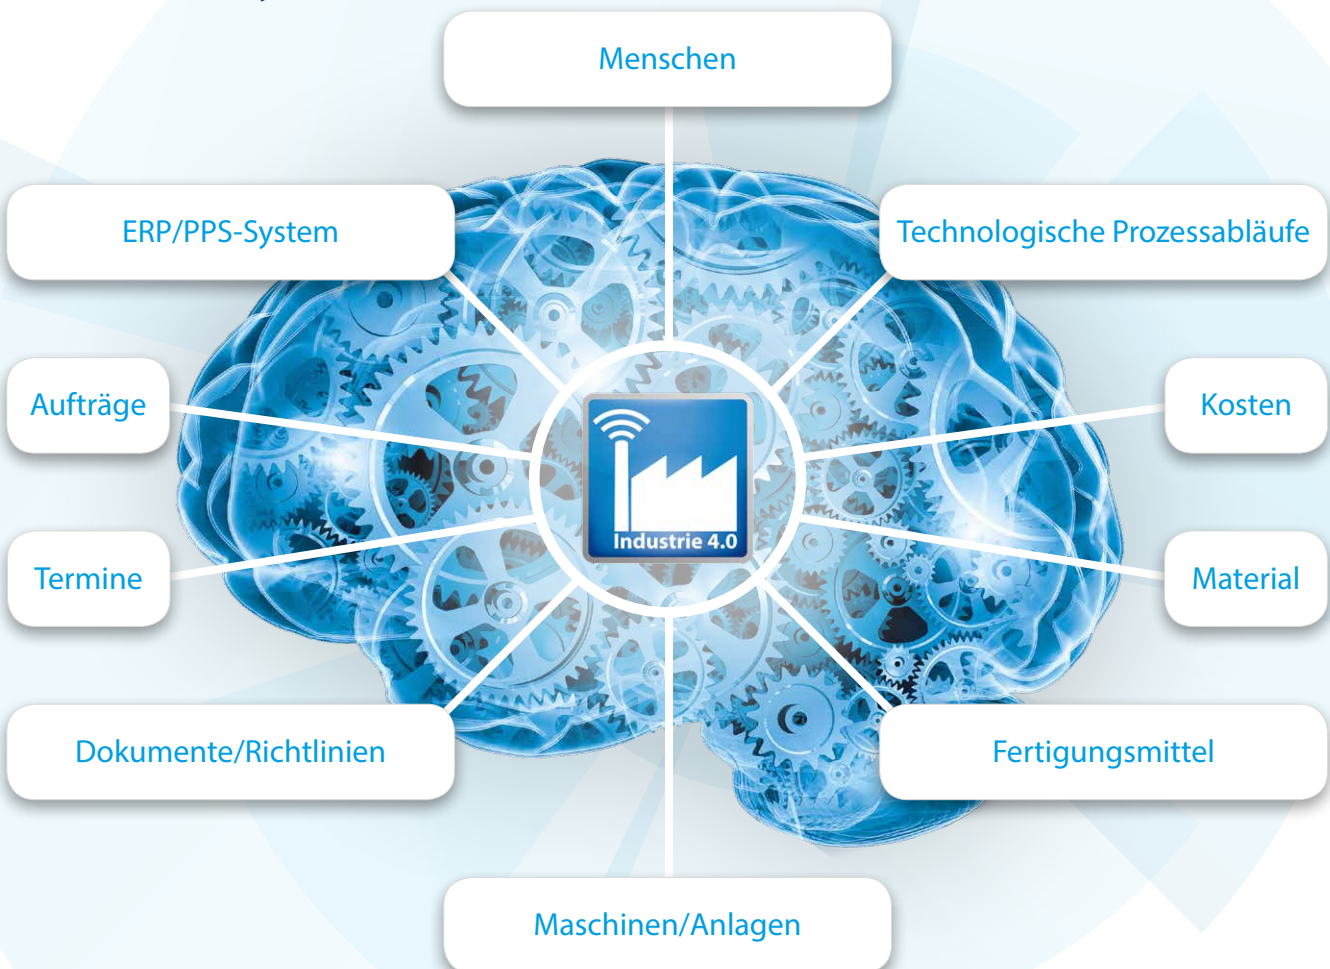 Menschen
ERP/PPS-System
Technologische Prozessabläufe
Aufträge
Kosten
Industrie 4.0
Termine
Material
Dokumente/Richtlinien
Fertigungsmittel
Maschinen/Anlagen